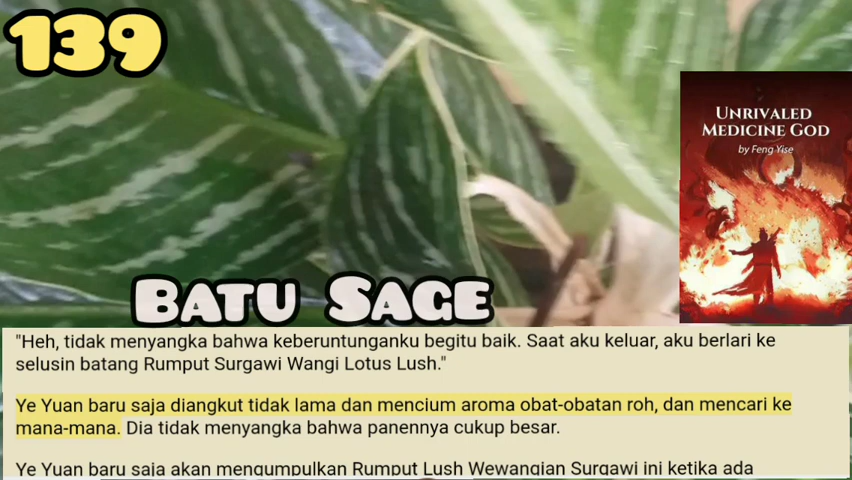 139
UNRIVALED
MEDICINE GOD
by Feng Yise
BATU SAGE
"Heh, tidak menyangka bahwa keberuntunganku begitu baik. Saat aku keluar, aku berlari ke
selusin batang Rumput Surgawi Wangi Lotus Lush."
Ye Yuan baru saja diangkut tidak lama dan mencium aroma obat-obatan roh, dan mencari ke
mana-mana. Dia tidak menyangka bahwa panennya cukup besar.
Ye Yuan baru saja akan mengumpulkan Rumput Lush Wewangian Surgawi ini ketika ada